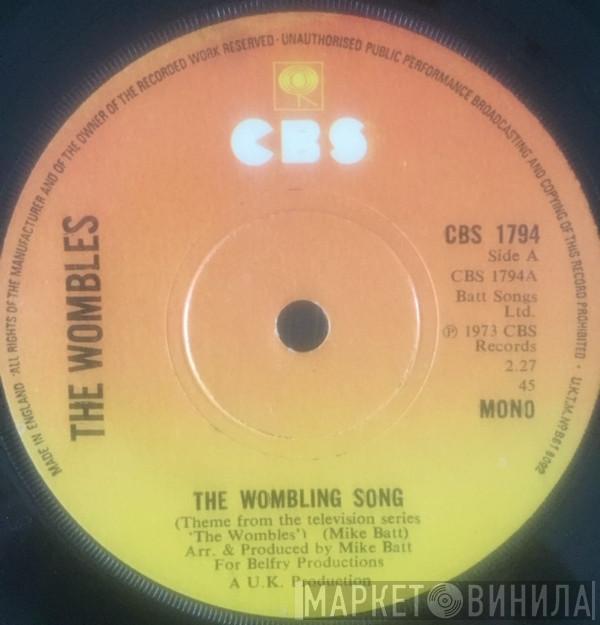 ALL RIGHTS OF THE MANUFACTURER AND OF THE OWNER OF THE RECORDED WORK RESERVED · UNAUTHORISED PUBLIC PERFORMANCE BROADCASTING AND COPYING OF THIS RECORD PROHIBITED · U.K.T.M. Nº B 618092
MADE IN ENGLAND
CBS
THE WOMBLES
CBS 1794
Side A
CBS 1794A
Batt Songs
Ltd.
℗ 1973 CBS
Records
2.27
45
MONO
THE WOMBLING SONG
(Theme from the television series
'The Wombles') (Mike Batt)
Arr. & Produced by Mike Batt
For Belfry Productions
A U.K. Production
МАРКЕТ ВИНИЛА